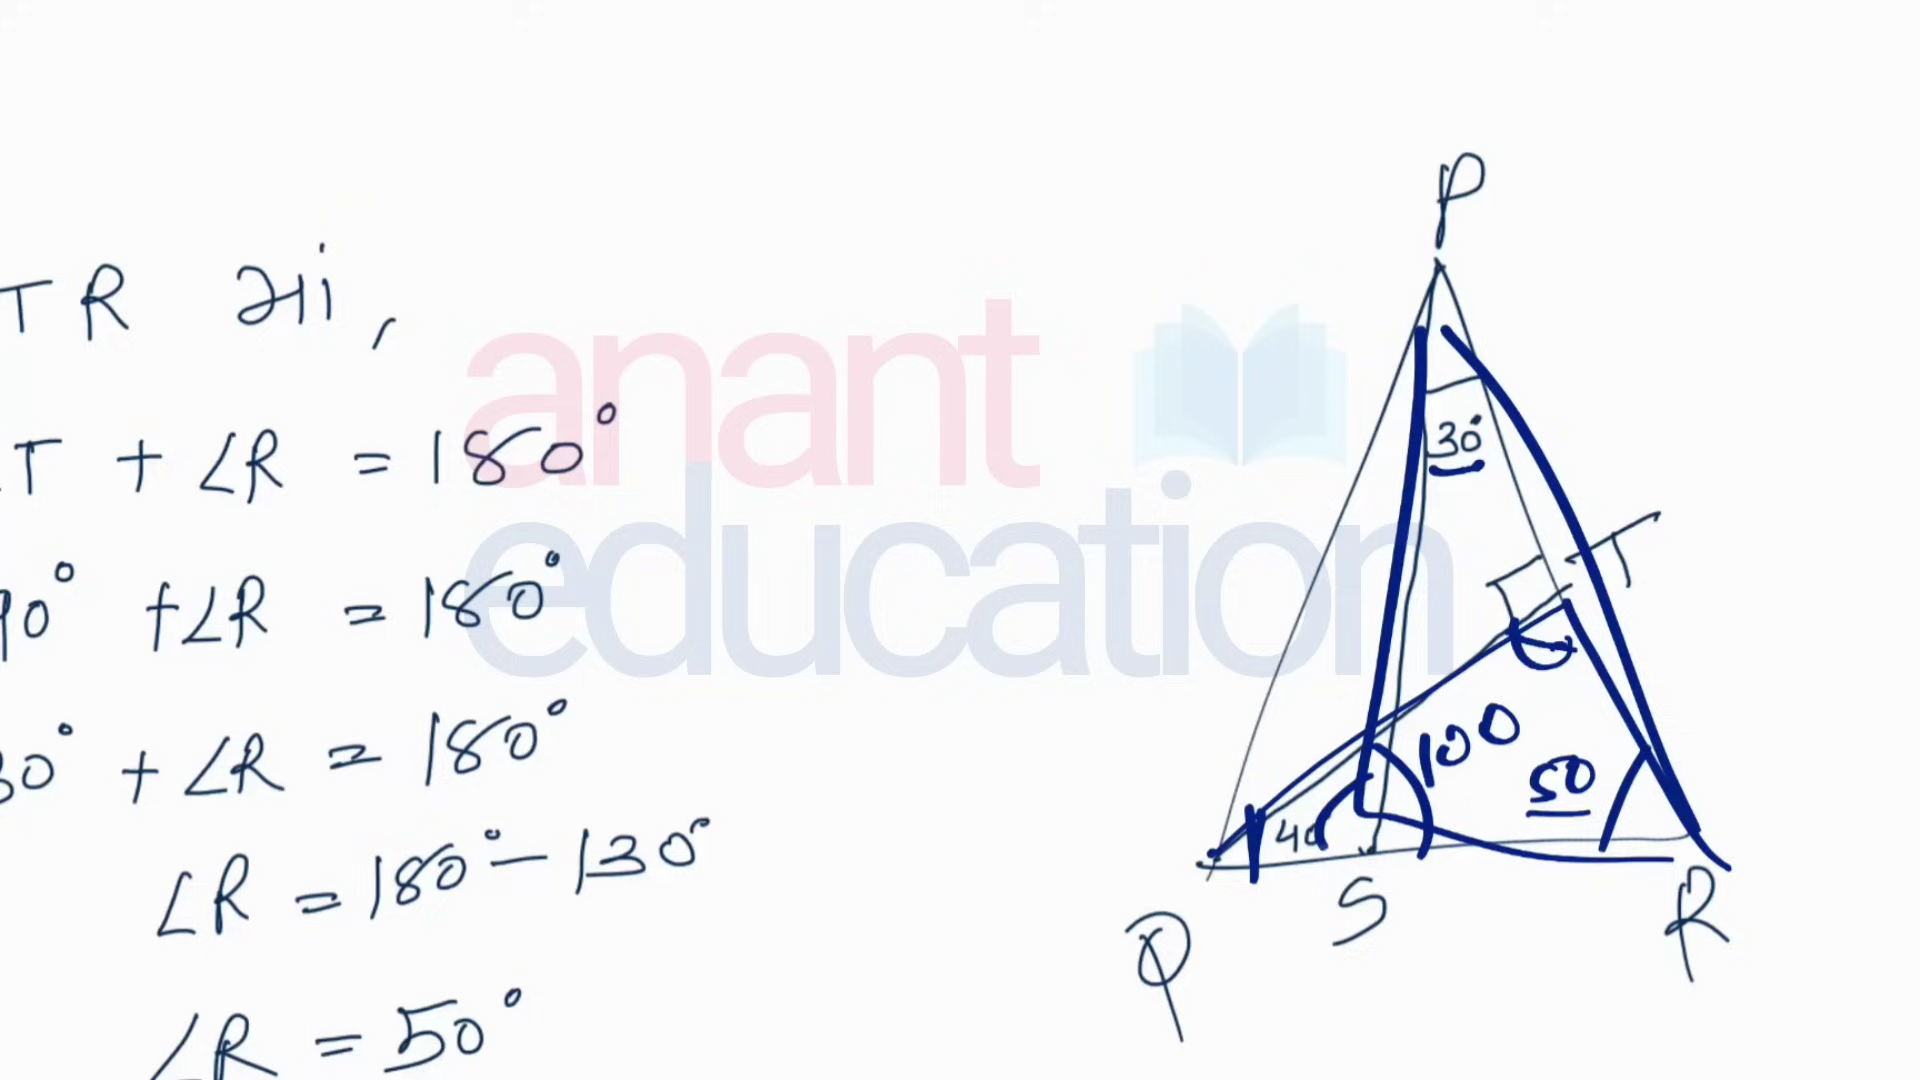 TR માં,
T + ∠R = 180°
90° + ∠R = 180°
30° + ∠R = 180°
∠R = 180° - 130°
∠R = 50°
P
30°
T
100
50
40
Q
S
R
anant
education